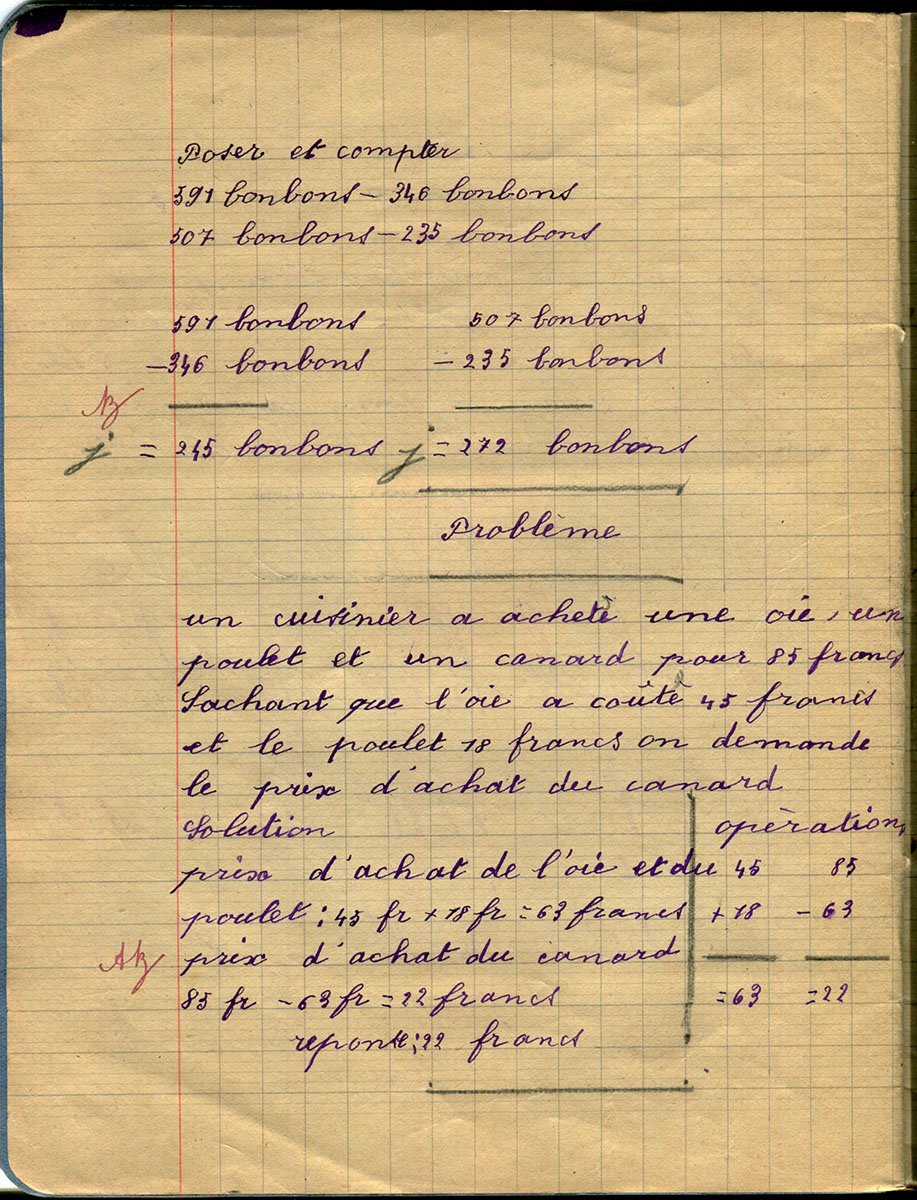 Poser et compter
591 bonbons – 346 bonbons
507 bonbons – 235 bonbons
591 bonbons 507 bonbons
– 346 bonbons – 235 bonbons
j = 245 bonbons j = 272 bonbons
Problème
un cuisinier a acheté une oie, un
poulet et un canard pour 85 francs
Sachant que l'oie a coûté 45 francs
et le poulet 18 francs on demande
le prix d'achat du canard
Solution opèration
prix d'achat de l'oie et du 45 85
poulet : 45 fr + 18 fr = 63 francs + 18 – 63
prix d'achat du canard
85 fr – 63 fr = 22 francs = 63 = 22
reponse : 22 francs